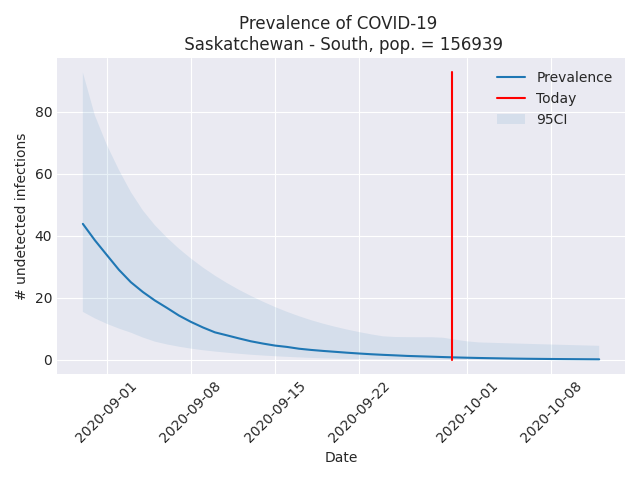 Prevalence of COVID-19
Saskatchewan - South, pop. = 156939
# undetected infections
80
60
40
20
0
Prevalence
Today
95CI
2020-09-01
2020-09-08
2020-09-15
2020-09-22
2020-10-01
2020-10-08
Date